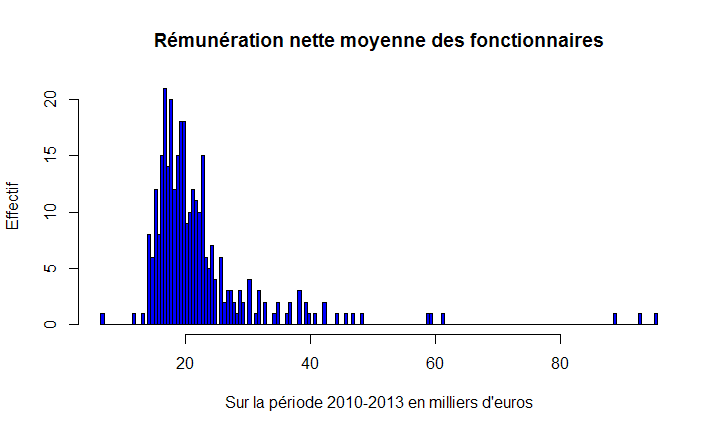 Rémunération nette moyenne des fonctionnaires
Effectif
20
15
10
5
0
20 40 60 80
Sur la période 2010-2013 en milliers d'euros